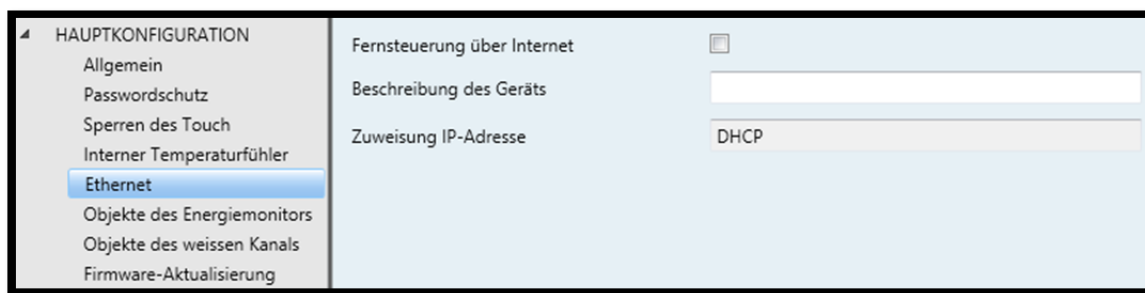 HAUPTKONFIGURATION
Allgemein
Passwordschutz
Sperren des Touch
Interner Temperaturfühler
Ethernet
Objekte des Energiemonitors
Objekte des weissen Kanals
Firmware-Aktualisierung
Fernsteuerung über Internet
Beschreibung des Geräts
Zuweisung IP-Adresse DHCP